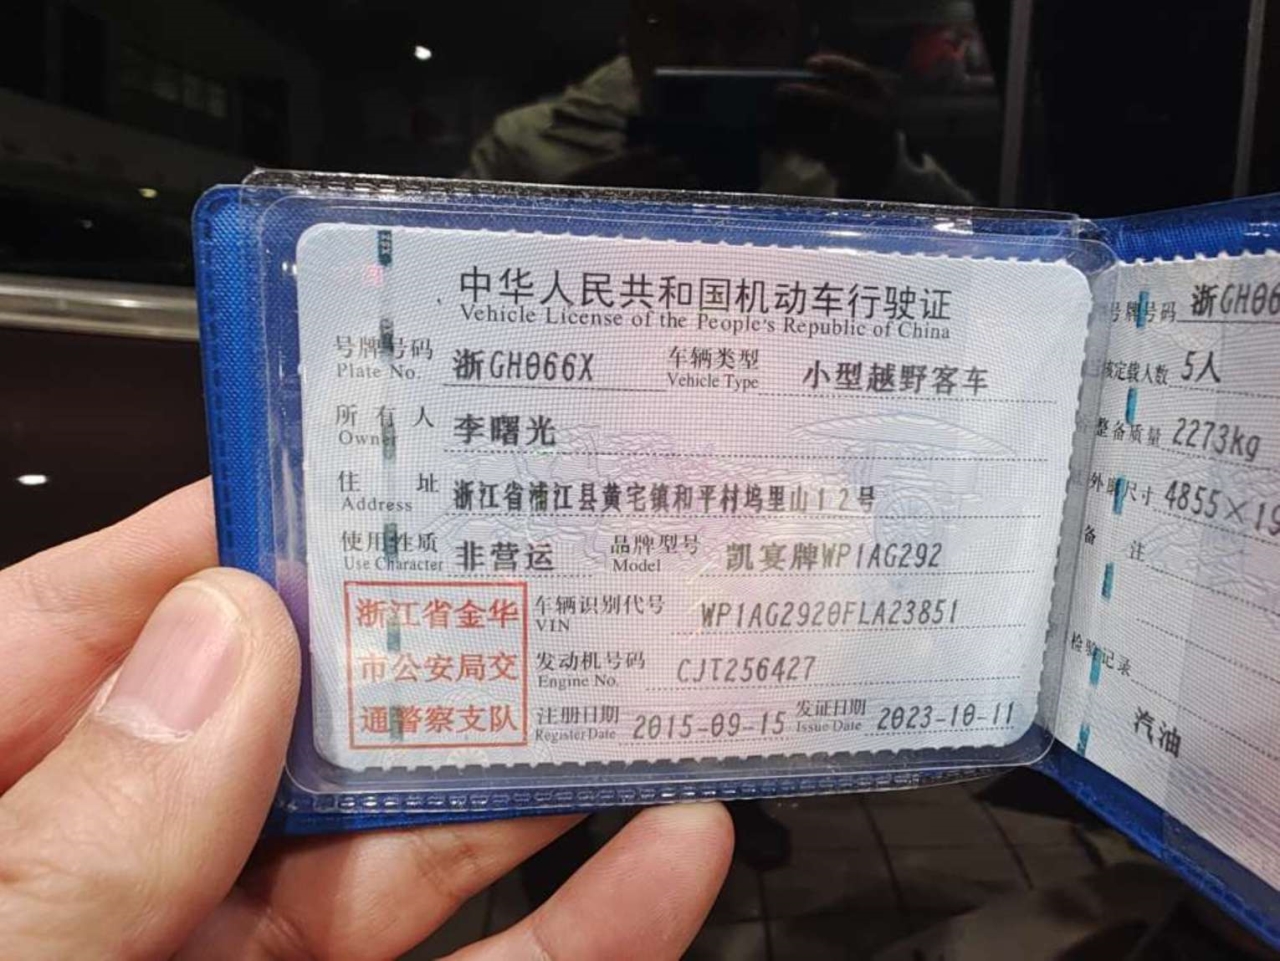 中华人民共和国机动车行驶证
Vehicle License of the People's Republic of China
号牌号码 浙GH066X 车辆类型 小型越野客车
Plate No. Vehicle Type
所有人 李曙光
Owner
住址 浙江省浦江县黄宅镇和平村坞里山12号
Address
使用性质 非营运 品牌型号 凯宴牌WP1AG292
Use Character Model
浙江省金华
市公安局交
通警察支队
车辆识别代号 WP1AG2920FLA23851
VIN
发动机号码 CJT256427
Engine No.
注册日期 2015-09-15 发证日期 2023-10-11
Register Date Issue Date
号牌号码 浙GH06
核定载人数 5人
整备质量 2273kg
外廓尺寸 4855×19
备注
检验记录
汽油